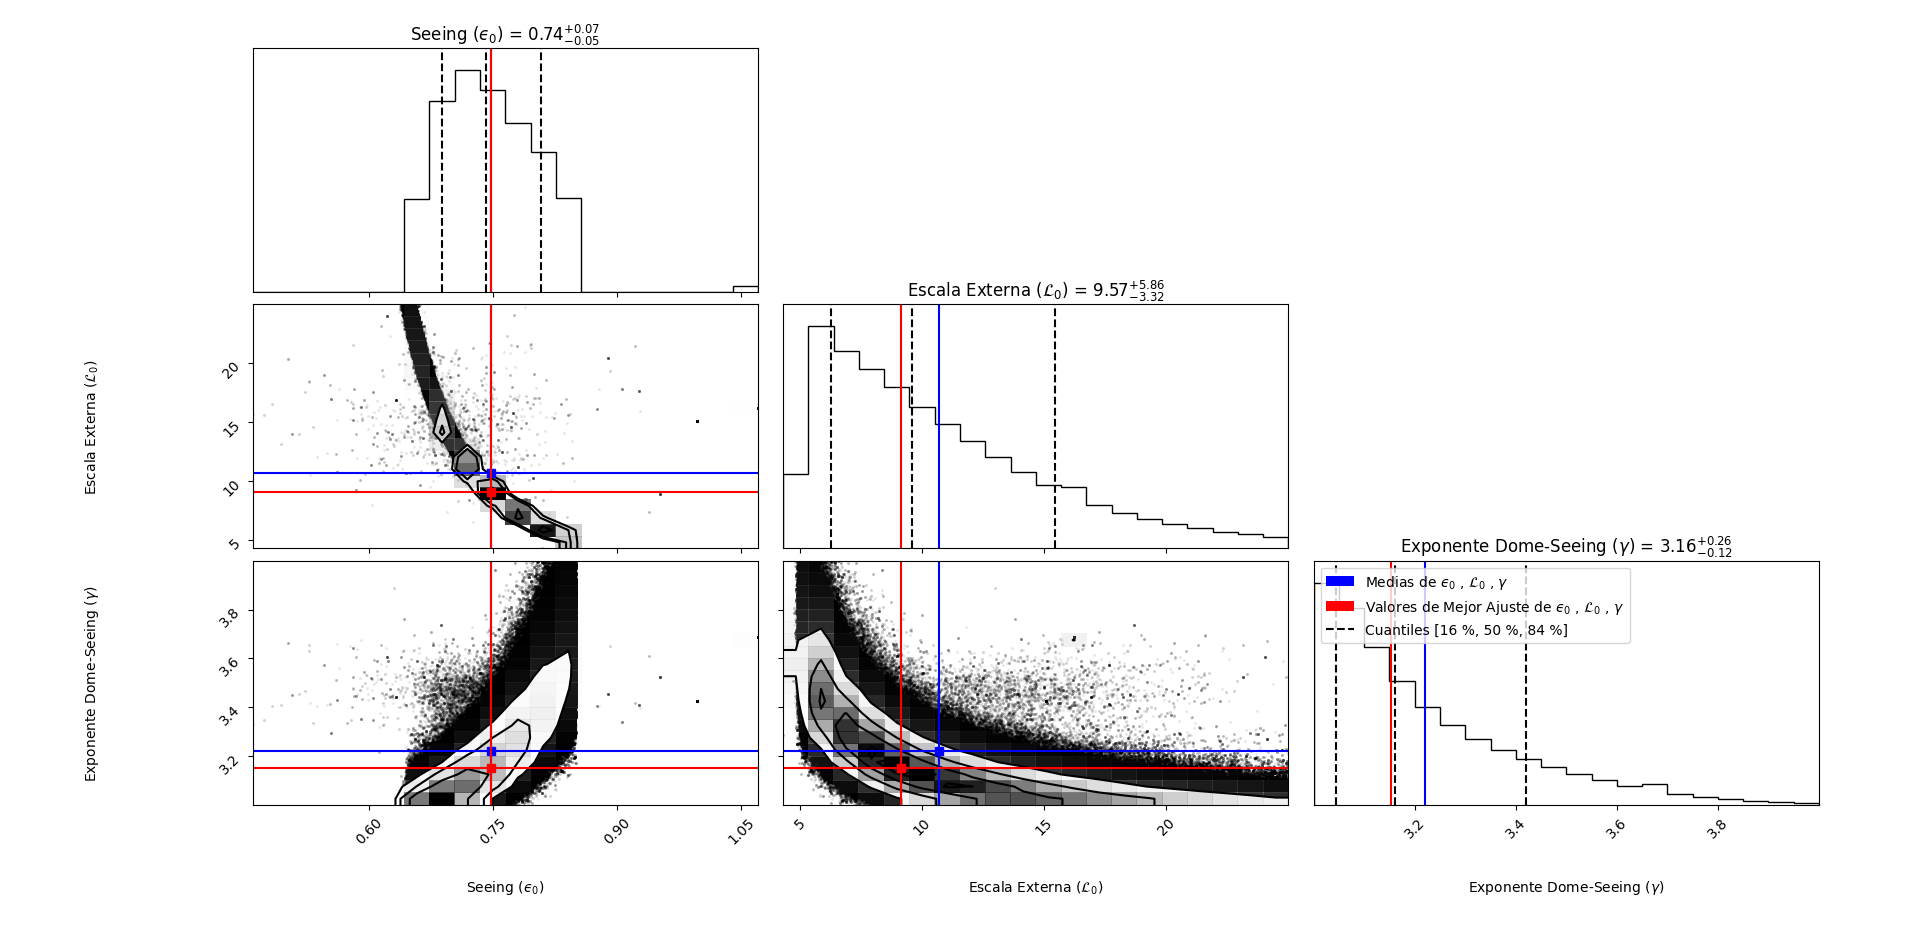 Seeing (ϵ₀) = 0.74 +0.07 −0.05
Escala Externa (ℒ₀)
20
15
10
5
Escala Externa (ℒ₀) = 9.57 +5.86 −3.32
Exponente Dome-Seeing (γ)
3.8
3.6
3.4
3.2
Exponente Dome-Seeing (γ) = 3.16 +0.26 −0.12
Medias de ϵ₀ , ℒ₀ , γ
Valores de Mejor Ajuste de ϵ₀ , ℒ₀ , γ
Cuantiles [16 %, 50 %, 84 %]
0.60 0.75 0.90 1.05
5 10 15 20
3.2 3.4 3.6 3.8
Seeing (ϵ₀)
Escala Externa (ℒ₀)
Exponente Dome-Seeing (γ)